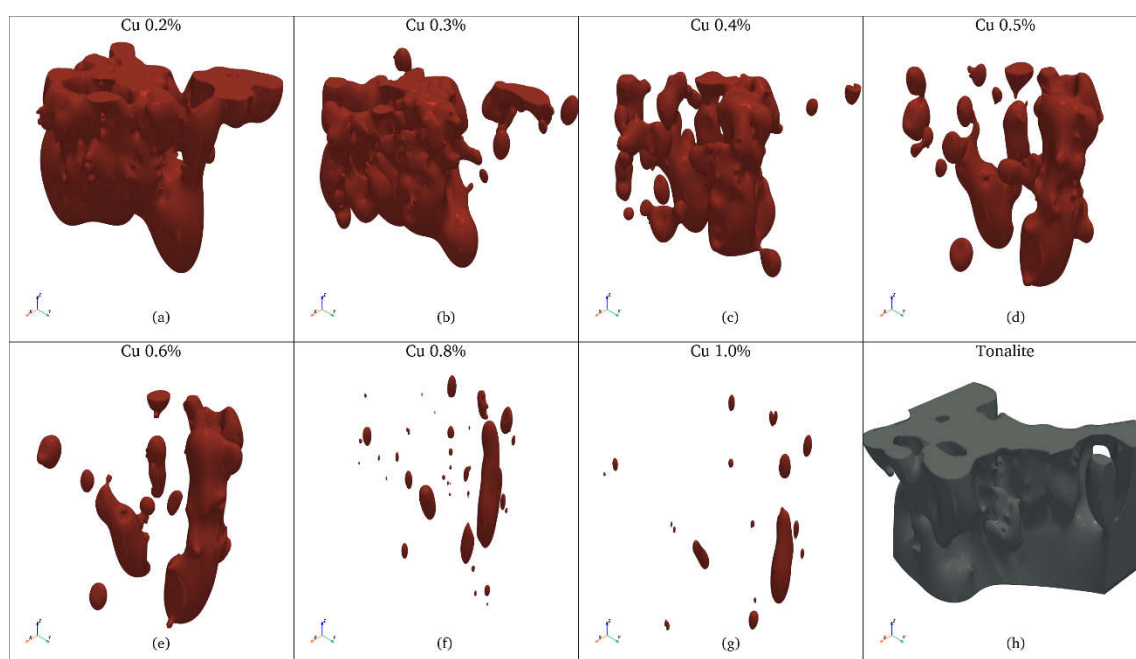 Cu 0.2%
Cu 0.3%
Cu 0.4%
Cu 0.5%
(a)
(b)
(c)
(d)
Cu 0.6%
Cu 0.8%
Cu 1.0%
Tonalite
(e)
(f)
(g)
(h)